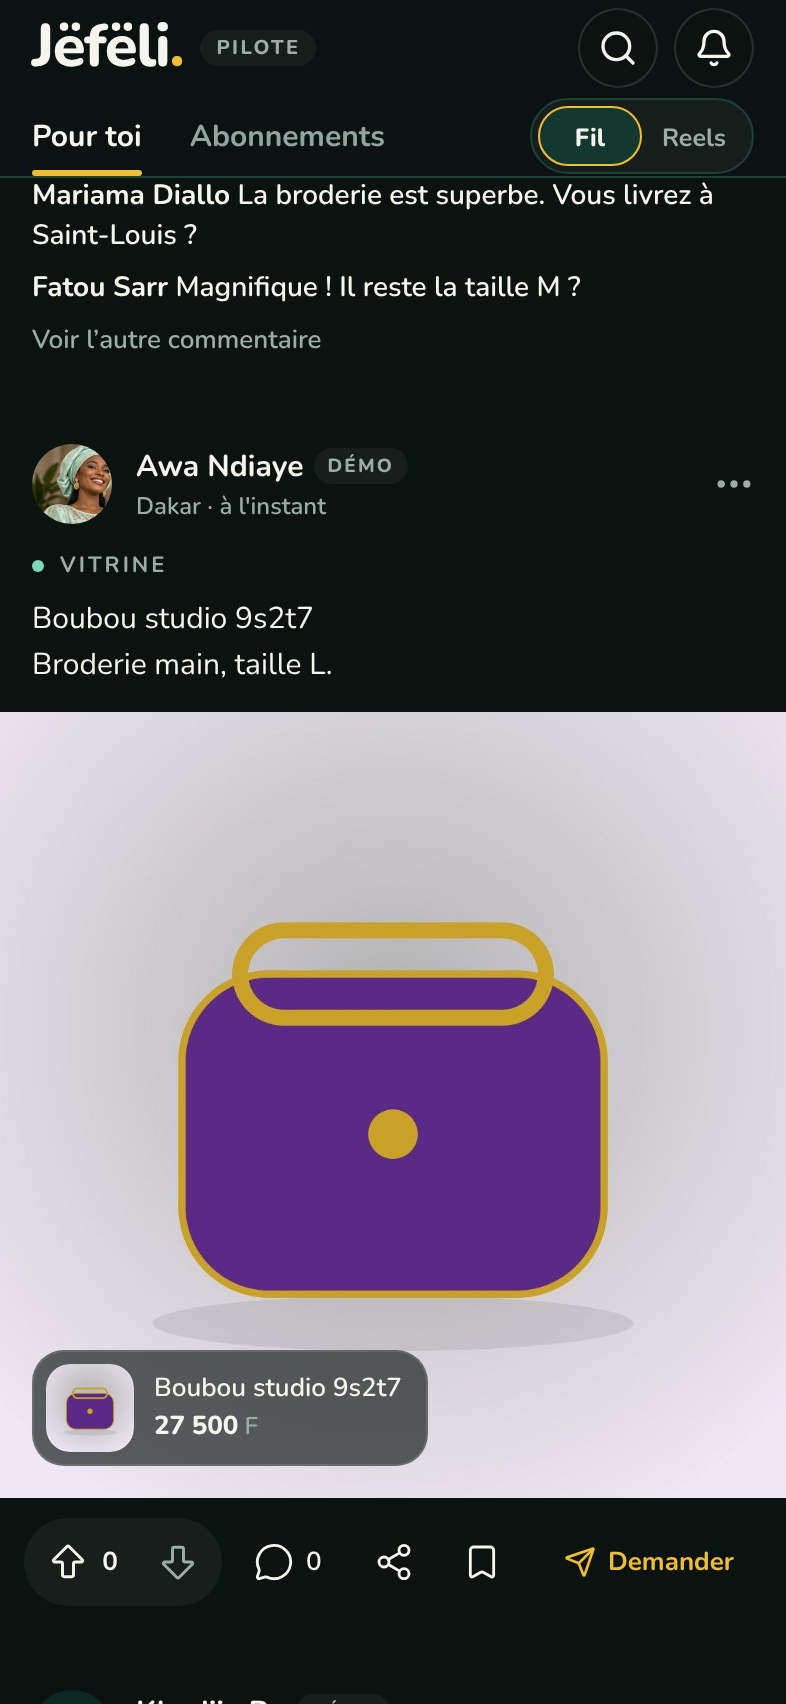 Jëfëli.
PILOTE
Pour toi
Abonnements
Fil
Reels
Mariama Diallo La broderie est superbe. Vous livrez à
Saint-Louis ?
Fatou Sarr Magnifique ! Il reste la taille M ?
Voir l’autre commentaire
Awa Ndiaye
DÉMO
Dakar · à l'instant
VITRINE
Boubou studio 9s2t7
Broderie main, taille L.
Boubou studio 9s2t7
27 500 F
0
0
Demander